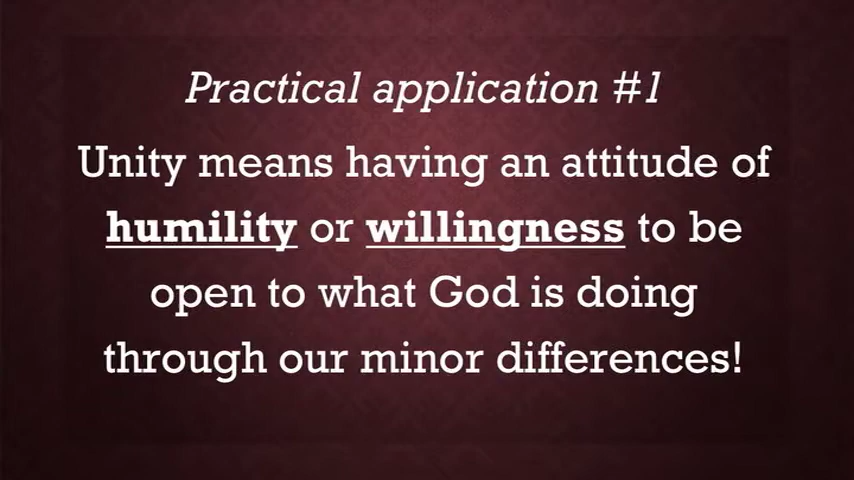 Practical application #1
Unity means having an attitude of
humility or willingness to be
open to what God is doing
through our minor differences!